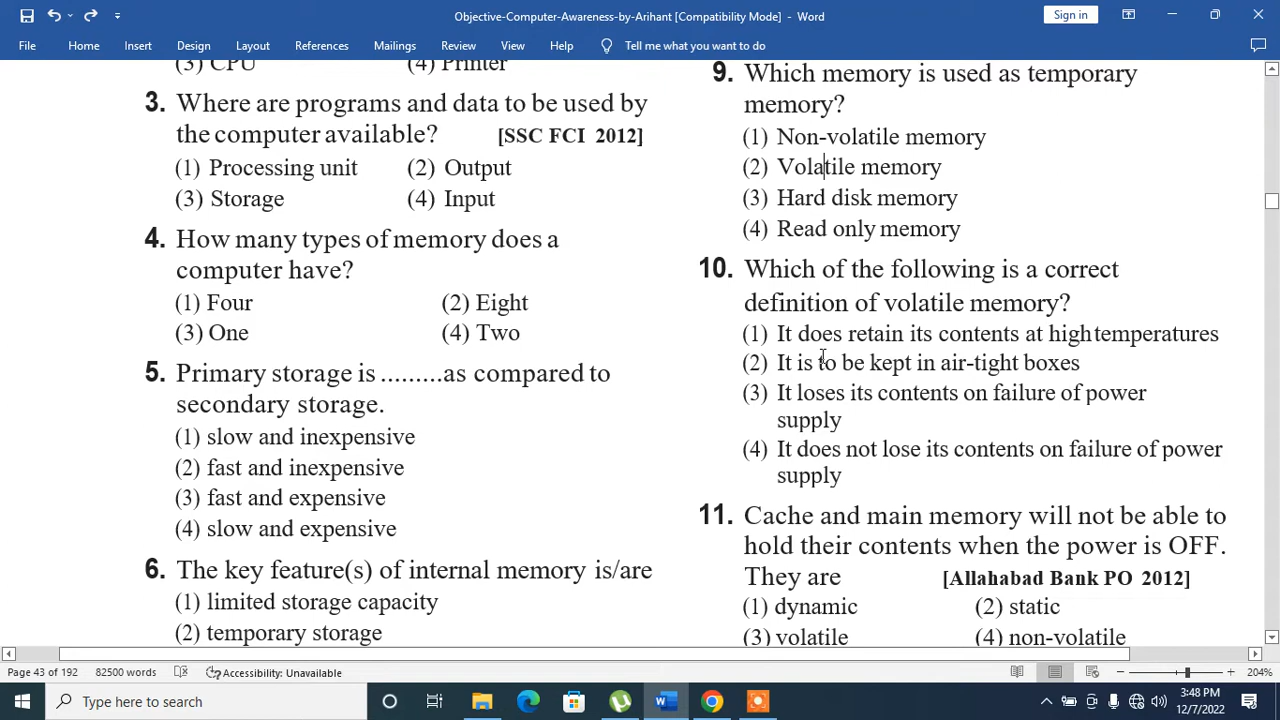 Objective-Computer-Awareness-by-Arihant [Compatibility Mode] - Word
Sign in
File Home Insert Design Layout References Mailings Review View Help Tell me what you want to do
(3) CPU (4) Printer
3. Where are programs and data to be used by
the computer available? [SSC FCI 2012]
(1) Processing unit (2) Output
(3) Storage (4) Input
4. How many types of memory does a
computer have?
(1) Four (2) Eight
(3) One (4) Two
5. Primary storage is .........as compared to
secondary storage.
(1) slow and inexpensive
(2) fast and inexpensive
(3) fast and expensive
(4) slow and expensive
6. The key feature(s) of internal memory is/are
(1) limited storage capacity
(2) temporary storage
9. Which memory is used as temporary
memory?
(1) Non-volatile memory
(2) Volatile memory
(3) Hard disk memory
(4) Read only memory
10. Which of the following is a correct
definition of volatile memory?
(1) It does retain its contents at high temperatures
(2) It is to be kept in air-tight boxes
(3) It loses its contents on failure of power
supply
(4) It does not lose its contents on failure of power
supply
11. Cache and main memory will not be able to
hold their contents when the power is OFF.
They are [Allahabad Bank PO 2012]
(1) dynamic (2) static
(3) volatile (4) non-volatile
Page 43 of 192 82500 words Accessibility: Unavailable 204%
Type here to search
3:48 PM
12/7/2022